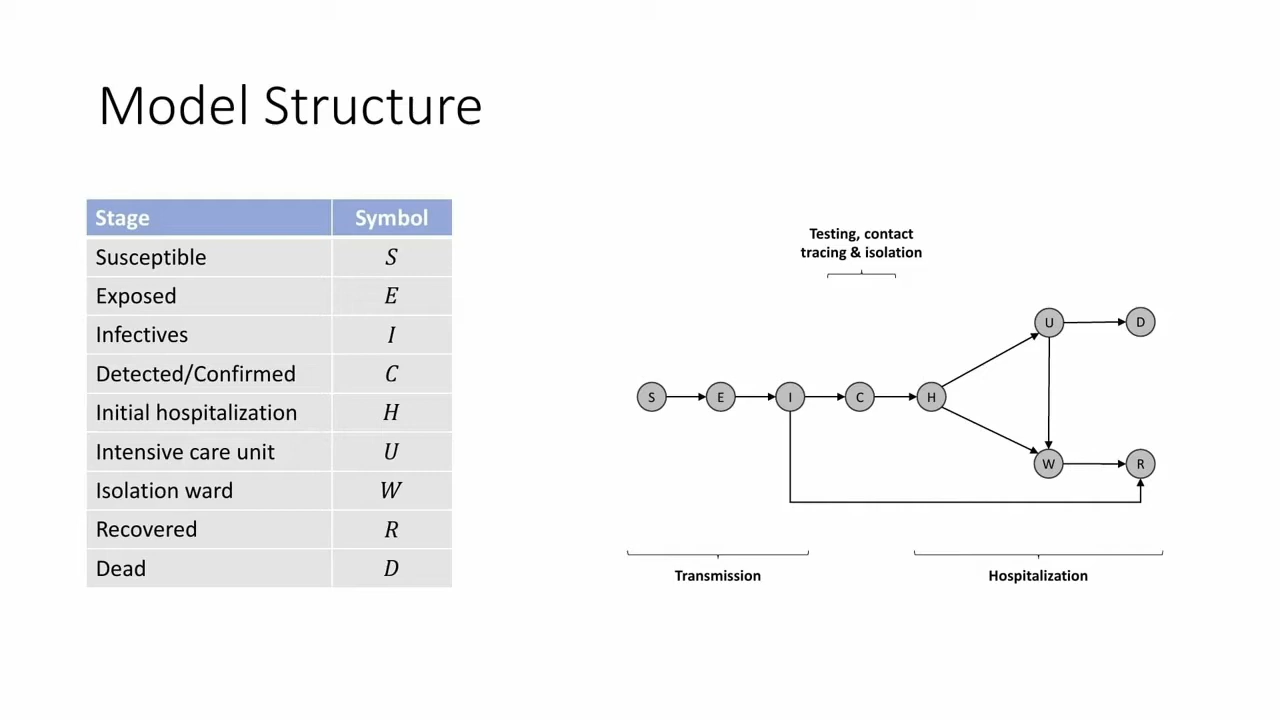 Model Structure
Stage Symbol
Susceptible S
Exposed E
Infectives I
Detected/Confirmed C
Initial hospitalization H
Intensive care unit U
Isolation ward W
Recovered R
Dead D
Testing, contact
tracing & isolation
U D
S E I C H
W R
Transmission Hospitalization